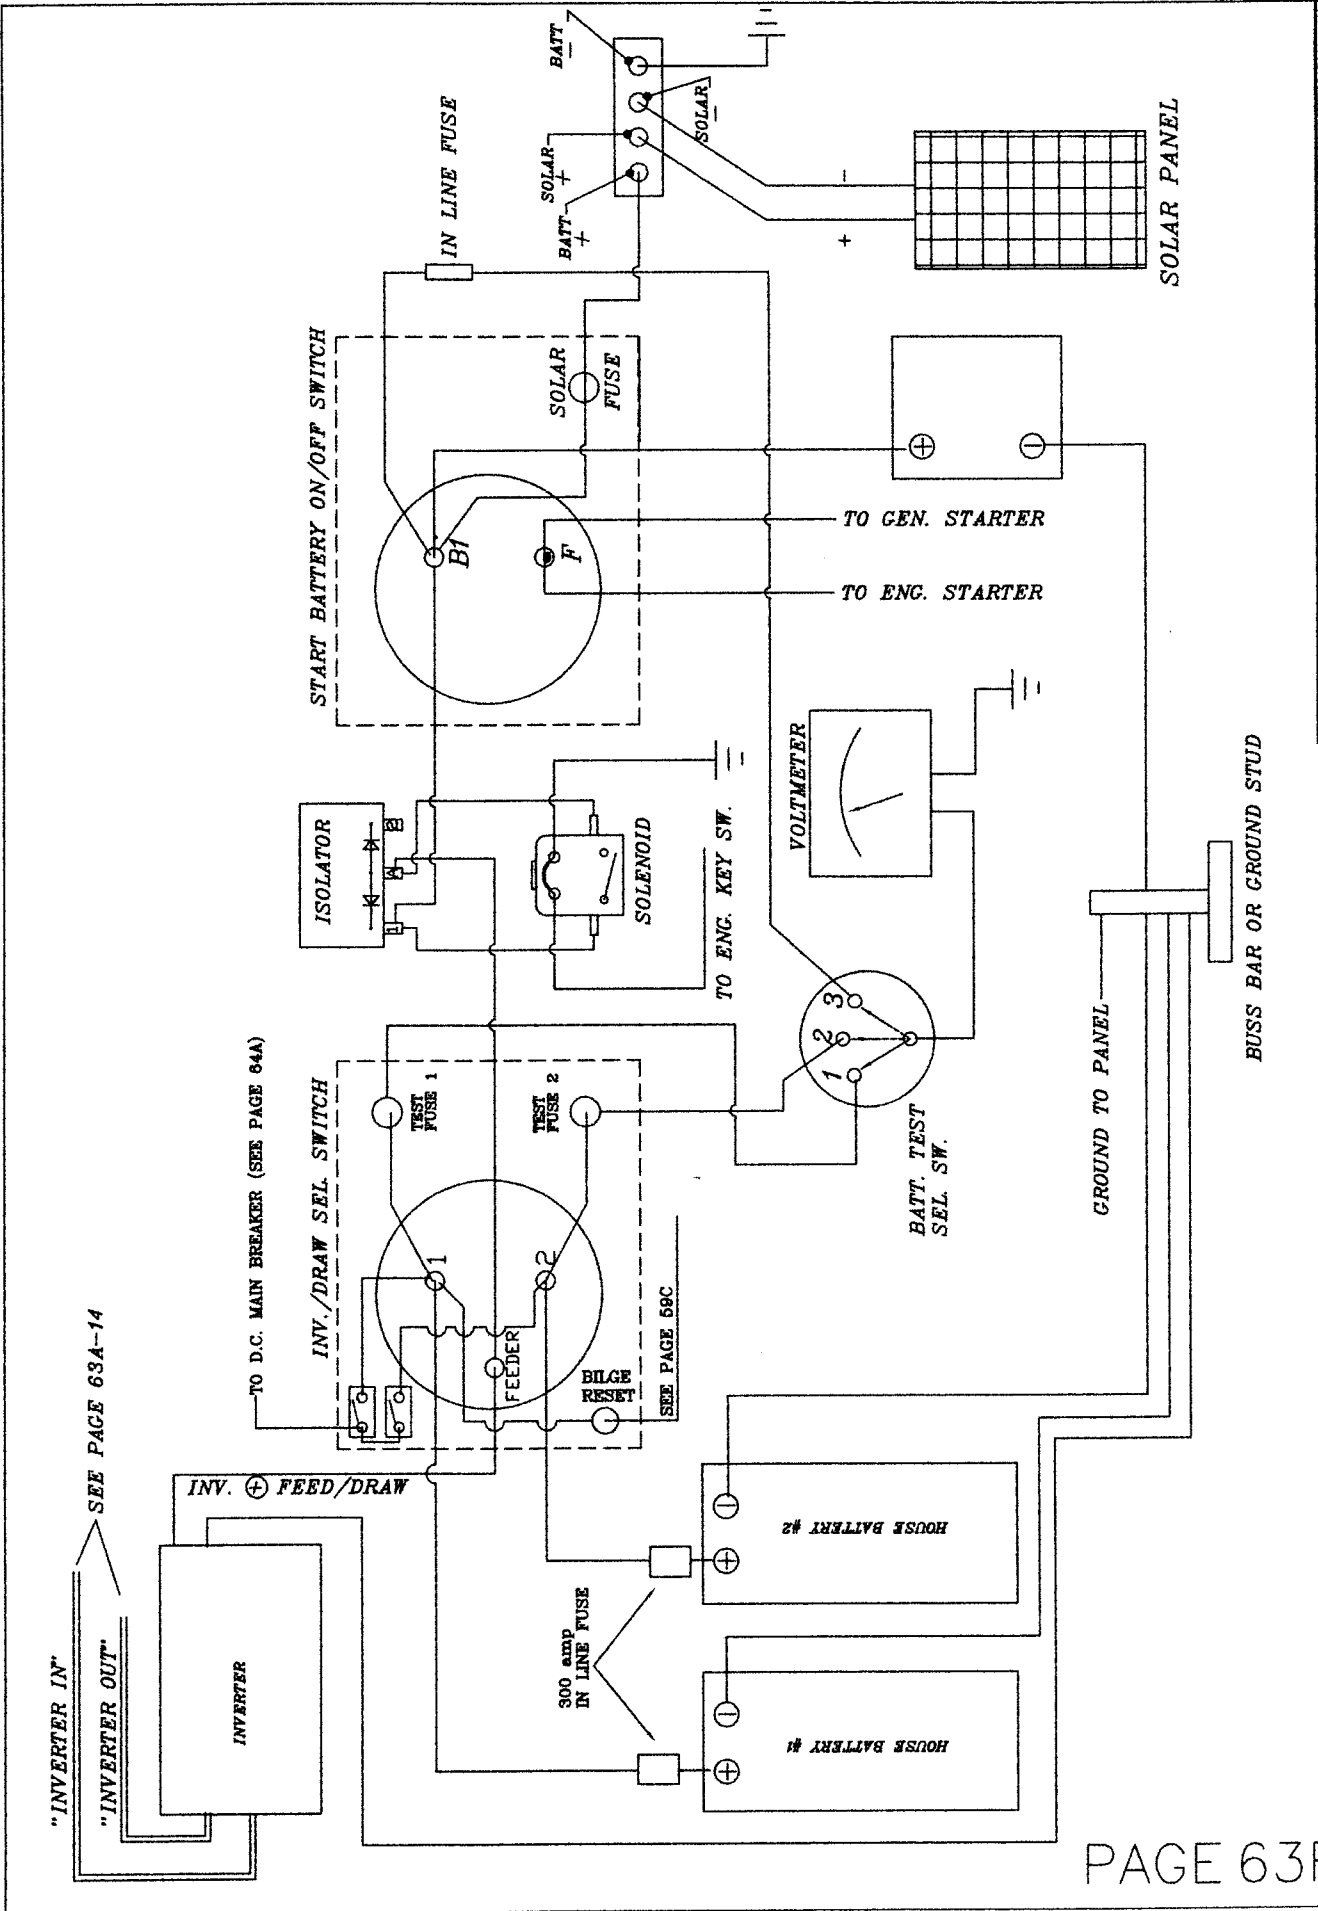 "INVERTER IN"
"INVERTER OUT"
SEE PAGE 63A-14
INVERTER
INV. + FEED/DRAW
TO D.C. MAIN BREAKER (SEE PAGE 64A)
INV./DRAW SEL. SWITCH
TEST
FUSE 1
TEST
FUSE 2
1
2
FEEDER
BILGE
RESET
SEE PAGE 59C
300 amp
IN LINE FUSE
+
-
HOUSE BATTERY #1
+
-
HOUSE BATTERY #2
ISOLATOR
1
A
2
SOLENOID
TO ENG. KEY SW.
START BATTERY ON/OFF SWITCH
B1
F
SOLAR
FUSE
IN LINE FUSE
BATT
-
SOLAR
+
BATT
+
SOLAR
-
+
-
SOLAR PANEL
+
-
TO GEN. STARTER
TO ENG. STARTER
VOLTMETER
1
2
3
BATT. TEST
SEL. SW.
GROUND TO PANEL
BUSS BAR OR GROUND STUD
PAGE 63